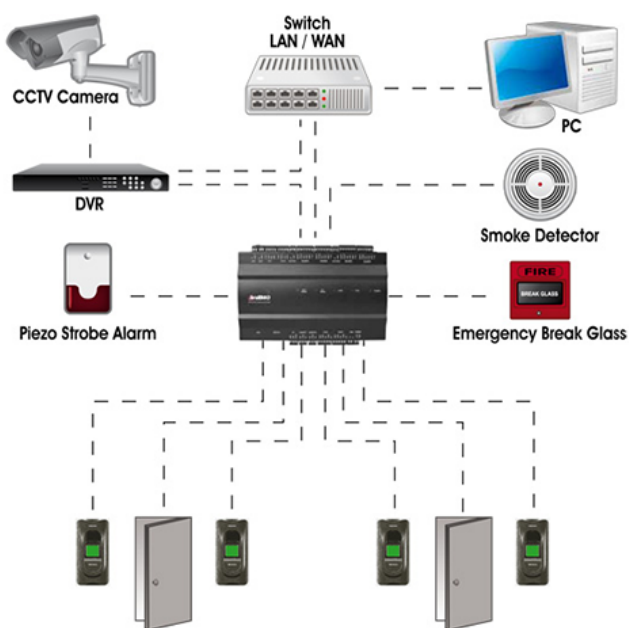 Switch
LAN / WAN
CCTV Camera
PC
DVR
Smoke Detector
FIRE
BREAK GLASS
Piezo Strobe Alarm
Emergency Break Glass